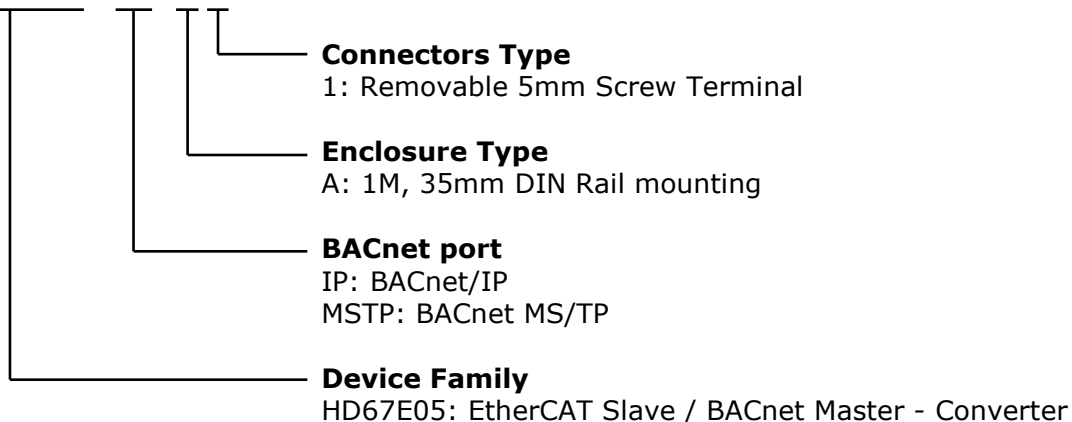 Connectors Type
1: Removable 5mm Screw Terminal
Enclosure Type
A: 1M, 35mm DIN Rail mounting
BACnet port
IP: BACnet/IP
MSTP: BACnet MS/TP
Device Family
HD67E05: EtherCAT Slave / BACnet Master - Converter